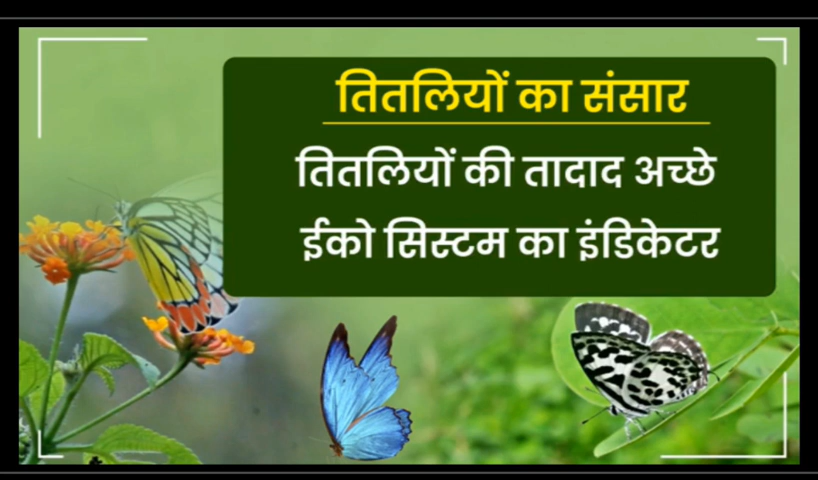 तितलियों का संसार
तितलियों की तादाद अच्छे
ईको सिस्टम का इंडिकेटर